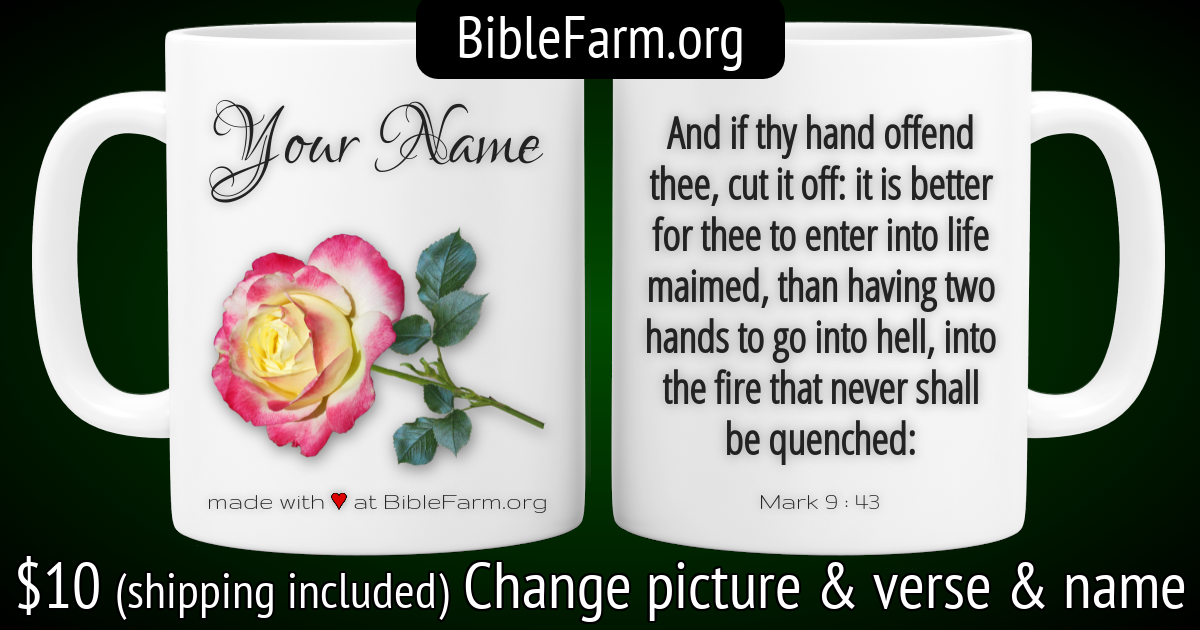 BibleFarm.org
Your Name
made with ♥ at BibleFarm.org
And if thy hand offend
thee, cut it off: it is better
for thee to enter into life
maimed, than having two
hands to go into hell, into
the fire that never shall
be quenched:
Mark 9 : 43
$10 (shipping included) Change picture & verse & name